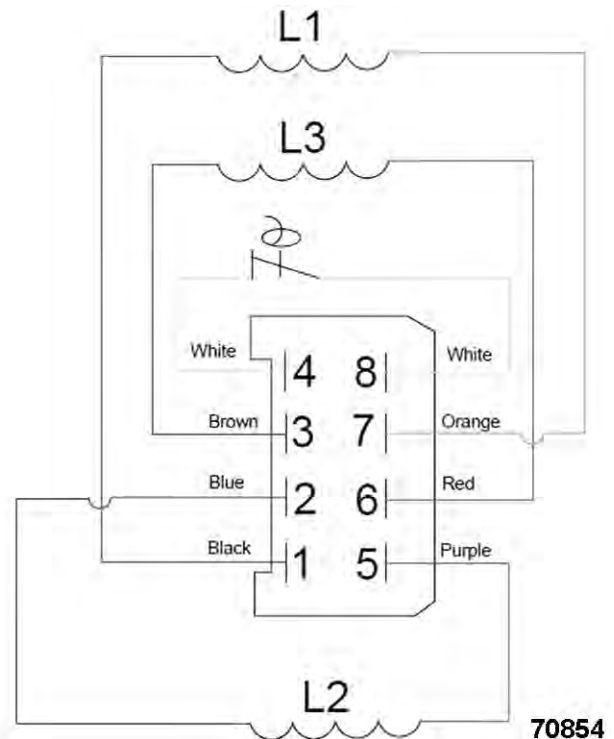 L1
L3
White 4 8 White
Brown 3 7 Orange
Blue 2 6 Red
Black 1 5 Purple
L2
70854